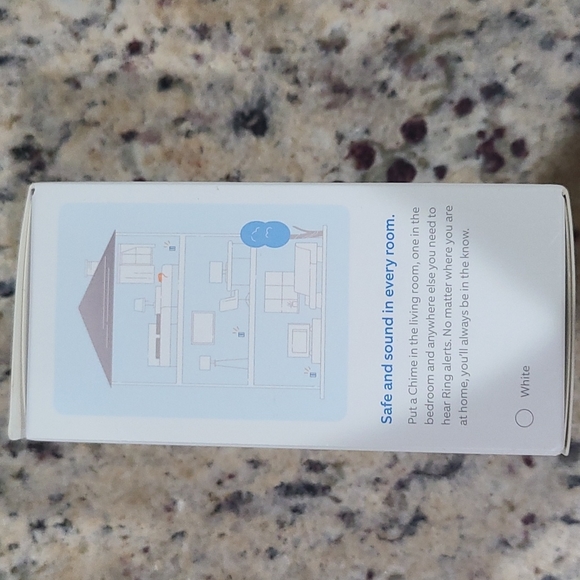 Safe and sound in every room.
Put a Chime in the living room, one in the
bedroom and anywhere else you need to
hear Ring alerts. No matter where you are
at home, you'll always be in the know.
White